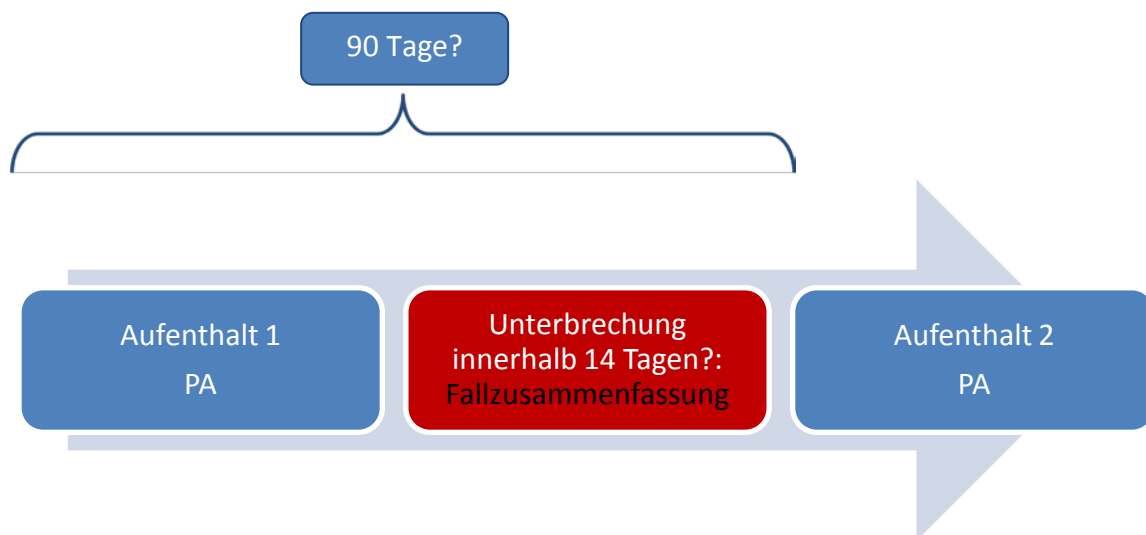 90 Tage?
Aufenthalt 1
PA
Unterbrechung
innerhalb 14 Tagen?:
Fallzusammenfassung
Aufenthalt 2
PA